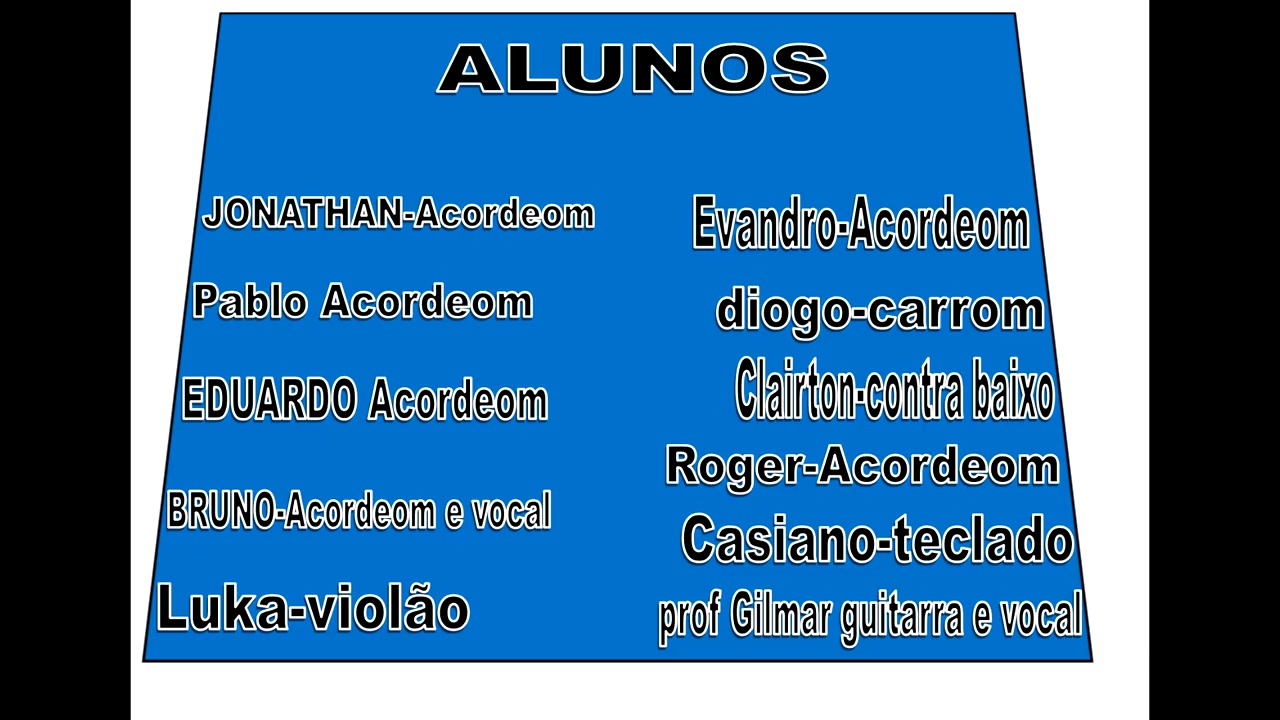 ALUNOS
JONATHAN-Acordeom
Pablo Acordeom
EDUARDO Acordeom
BRUNO-Acordeom e vocal
Luka-violão
Evandro-Acordeom
diogo-carrom
Clairton-contra baixo
Roger-Acordeom
Casiano-teclado
prof Gilmar guitarra e vocal